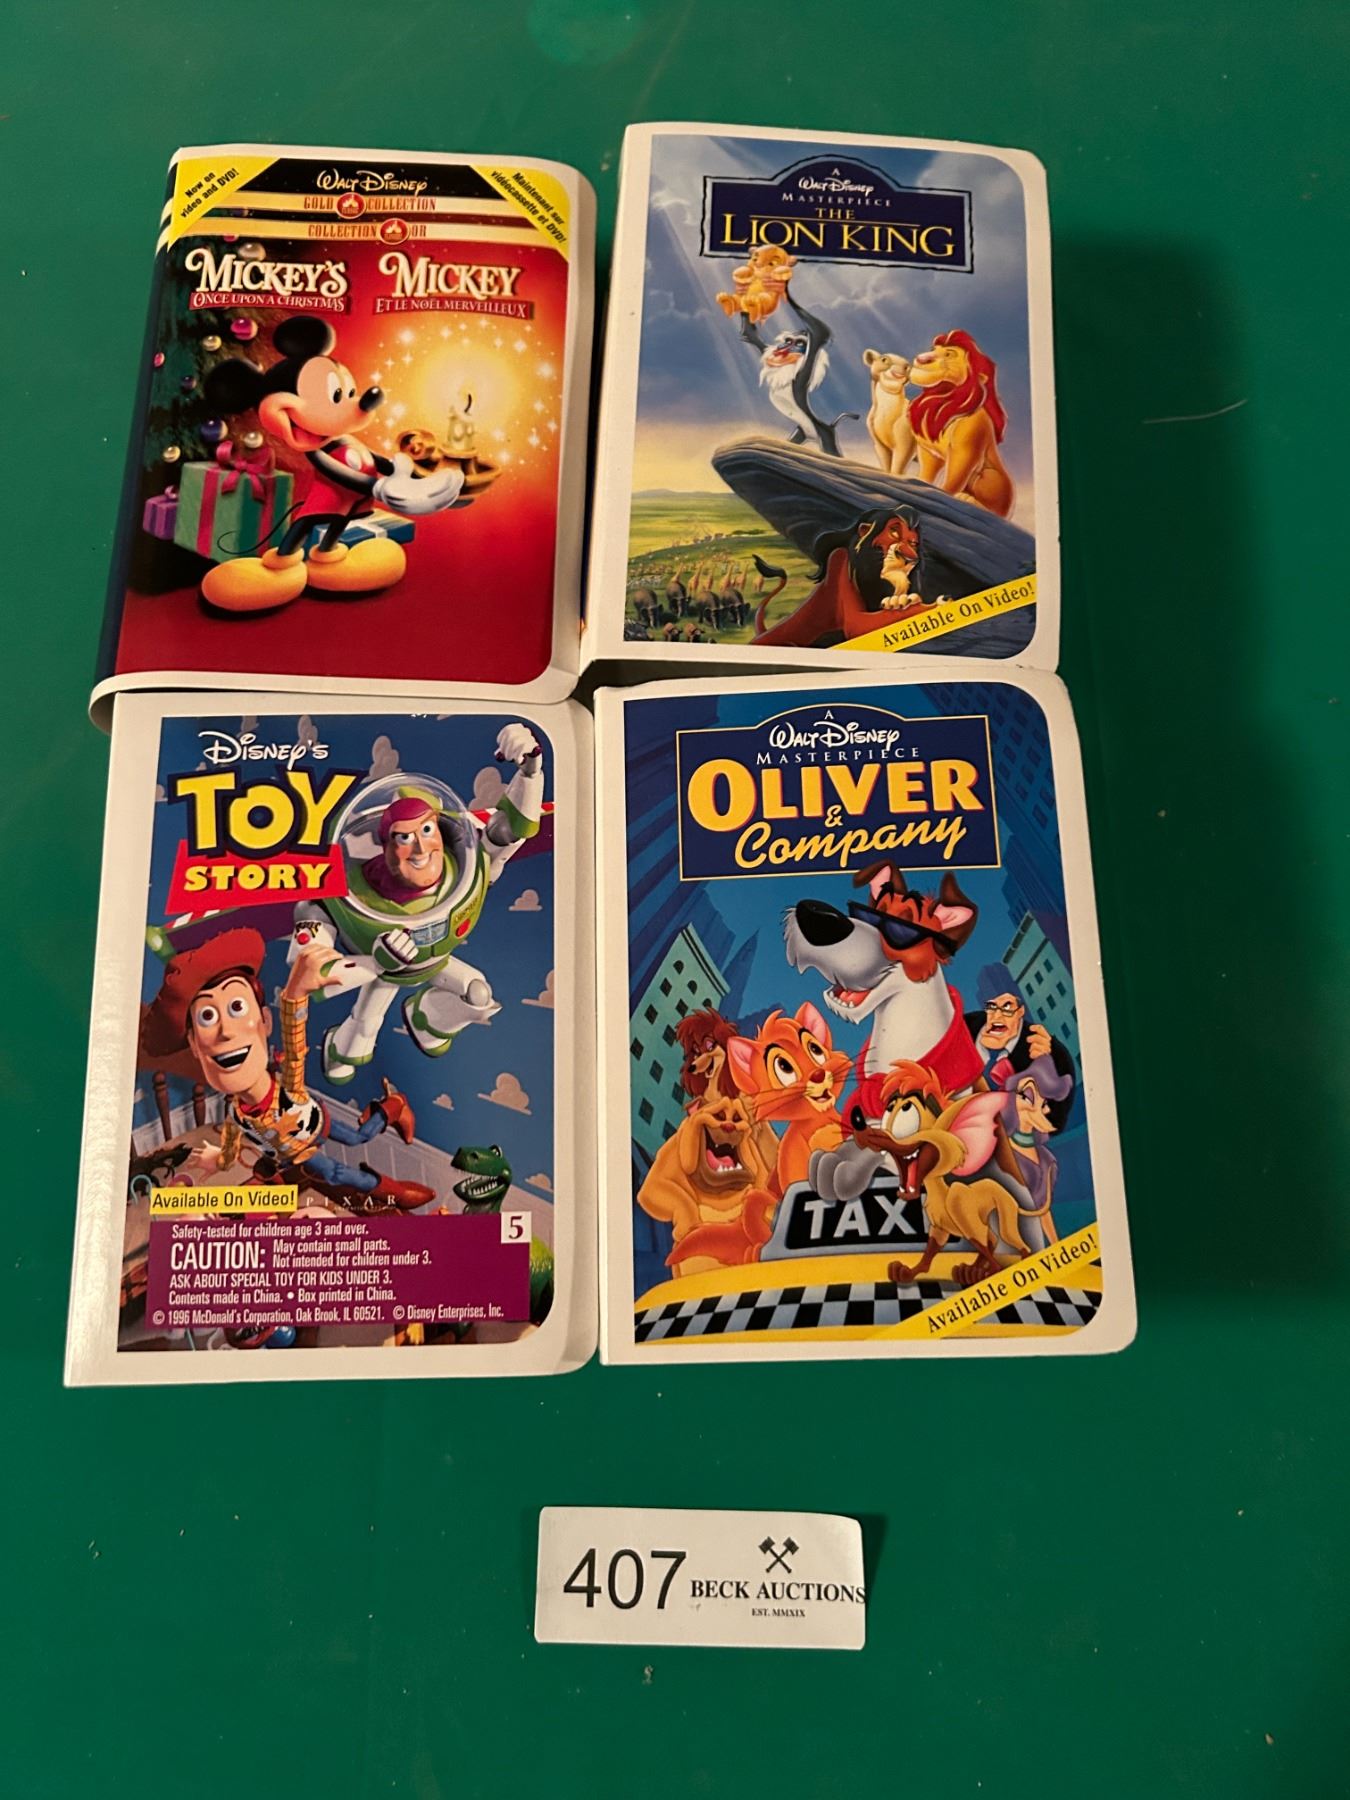 Now on
video and DVD!
WALT DISNEY
GOLD CLASSIC COLLECTION
COLLECTION CLASSIC OR
Maintenant sur
vidéocassette et DVD!
MICKEY'S
ONCE UPON A CHRISTMAS
MICKEY
ET LE NOËL MERVEILLEUX
A
WALT DISNEY
MASTERPIECE
THE
LION KING
Available On Video!
DISNEY'S
TOY
STORY
Available On Video!
PIXAR
5
Safety-tested for children age 3 and over.
CAUTION: May contain small parts.
Not intended for children under 3.
ASK ABOUT SPECIAL TOY FOR KIDS UNDER 3.
Contents made in China. • Box printed in China.
© 1996 McDonald's Corporation, Oak Brook, IL 60521. © Disney Enterprises, Inc.
A
WALT DISNEY
MASTERPIECE
OLIVER
&
Company
TAXI
Available On Video!
407
BECK AUCTIONS
EST. MMXIX